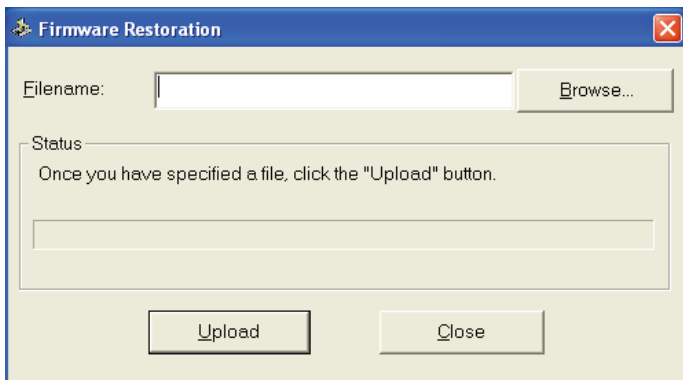 Firmware Restoration
Filename:
Browse...
Status
Once you have specified a file, click the "Upload" button.
Upload
Close